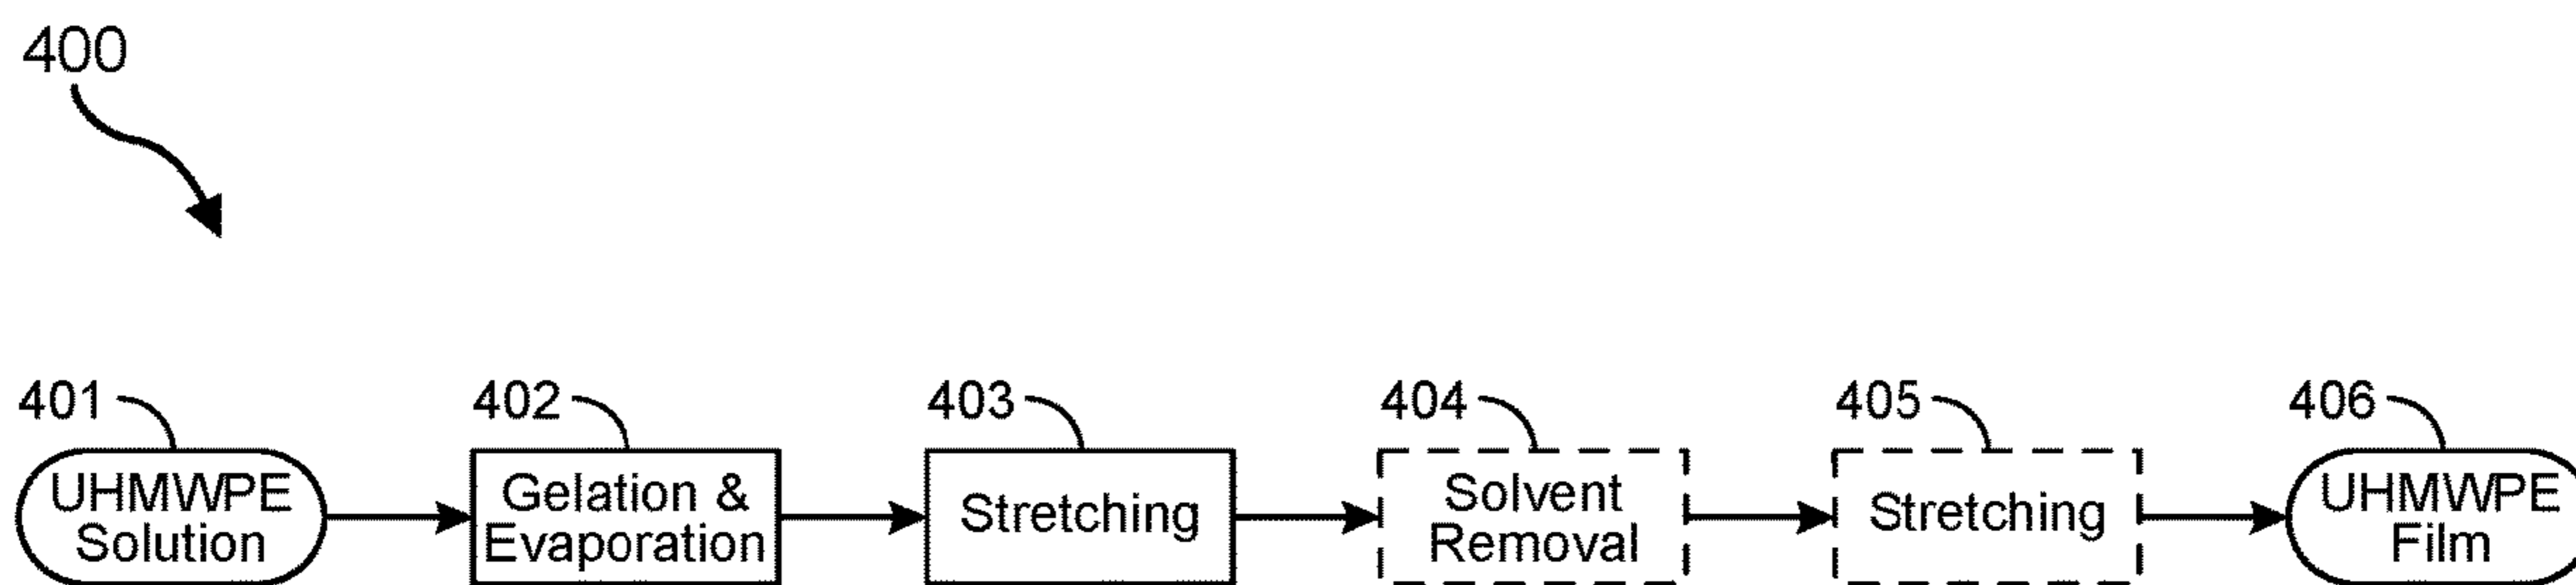 400
401
402
403
404
405
406
UHMWPE
Solution
Gelation &
Evaporation
Stretching
Solvent
Removal
Stretching
UHMWPE
Film